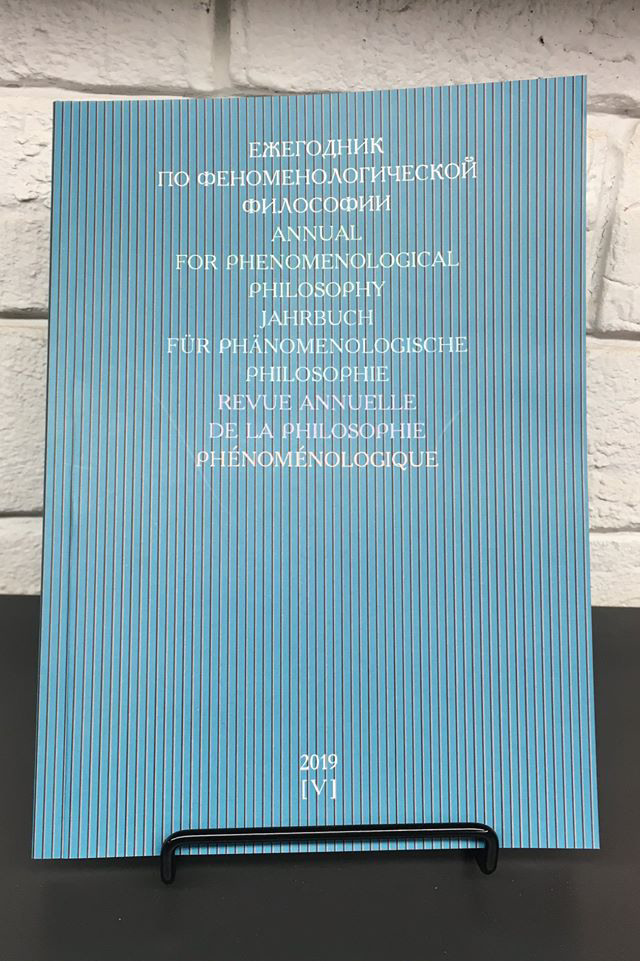 ЕЖЕГОДНИК
ПО ФЕНОМЕНОЛОГИЧЕСКОЙ
ФИЛОСОФИИ
ANNUAL
FOR PHENOMENOLOGICAL
PHILOSOPHY
JAHRBUCH
FÜR PHÄNOMENOLOGISCHE
PHILOSOPHIE
REVUE ANNUELLE
DE LA PHILOSOPHIE
PHÉNOMÉNOLOGIQUE
2019
[V]